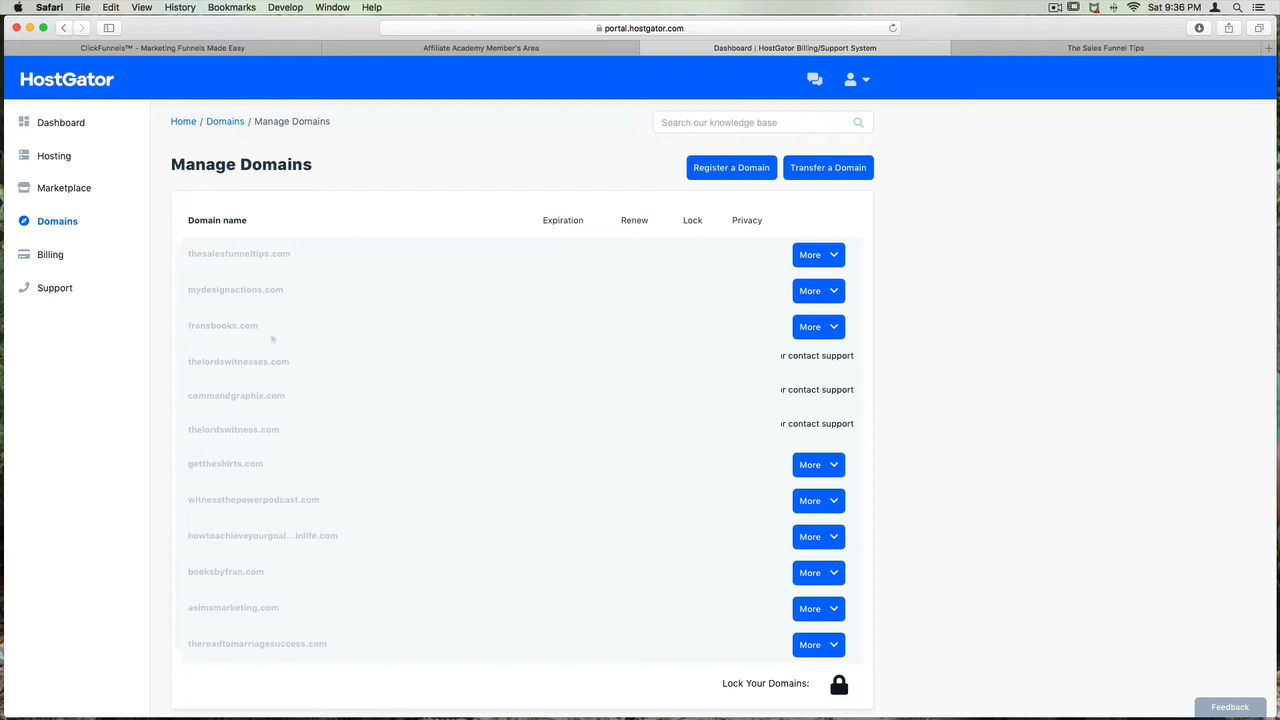 Safari File Edit View History Bookmarks Develop Window Help Sat 9:36 PM
portal.hostgator.com
ClickFunnels™ - Marketing Funnels Made Easy Affiliate Academy Member's Area Dashboard | HostGator Billing/Support System The Sales Funnel Tips
HostGator
Dashboard
Hosting
Marketplace
Domains
Billing
Support
Home / Domains / Manage Domains
Search our knowledge base
Manage Domains
Register a Domain Transfer a Domain
Domain name Expiration Renew Lock Privacy
thesalesfunneltips.com More
mydesignactions.com More
fransbooks.com More
thelordswitnesses.com or contact support
commandgraphix.com or contact support
thelordswitness.com or contact support
gettheshirts.com More
witnessthepowerpodcast.com More
howtoachieveyourgoal...inlife.com More
booksbyfran.com More
asimsmarketing.com More
theroadtomarriagesuccess.com More
Lock Your Domains:
Feedback